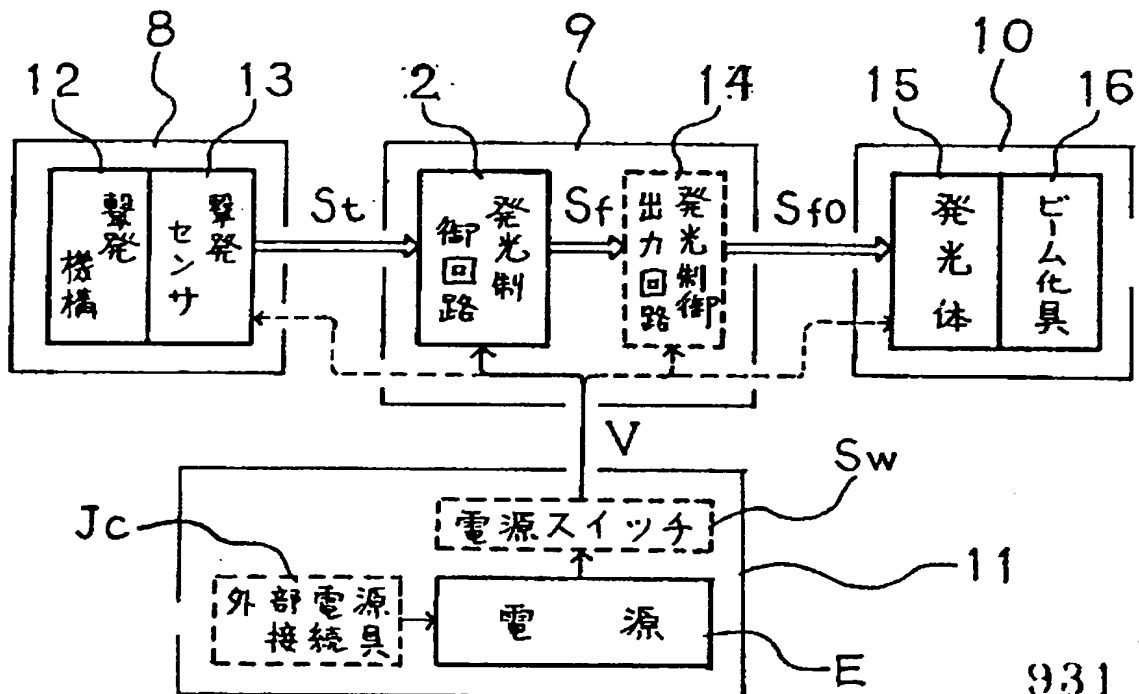 8
9
10
12
13
2
14
15
16
撃発
機構
撃発
センサ
St
発光制
御回路
Sf
発光制御
出力回路
Sfo
発光体
ビーム化具
V
Sw
電源スイッチ
Jc
11
外部電源
接続具
電源
E
931